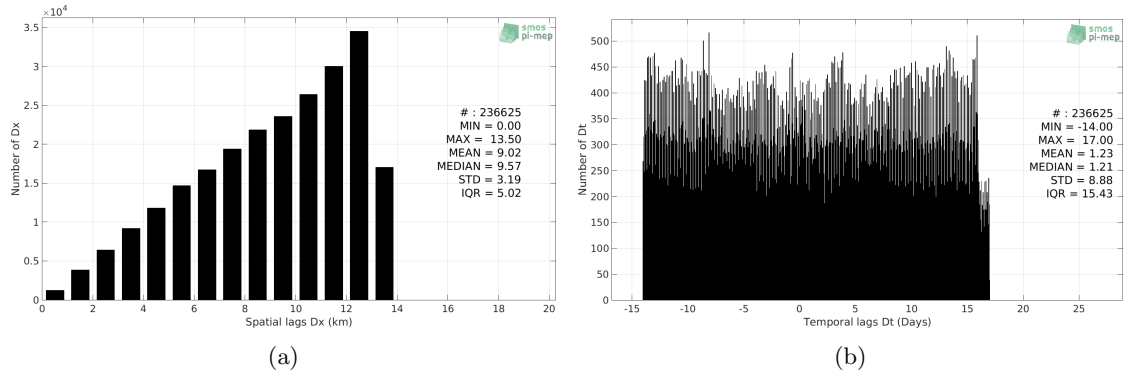 ×10⁴
3.5
3
2.5
2
1.5
1
0.5
0
Number of Dx
0 2 4 6 8 10 12 14 16 18 20
Spatial lags Dx (km)
smos
pi-mep
# : 236625
MIN = 0.00
MAX = 13.50
MEAN = 9.02
MEDIAN = 9.57
STD = 3.19
IQR = 5.02
(a)
500
450
400
350
300
250
200
150
100
50
0
Number of Dt
-15 -10 -5 0 5 10 15 20 25
Temporal lags Dt (Days)
smos
pi-mep
# : 236625
MIN = -14.00
MAX = 17.00
MEAN = 1.23
MEDIAN = 1.21
STD = 8.88
IQR = 15.43
(b)